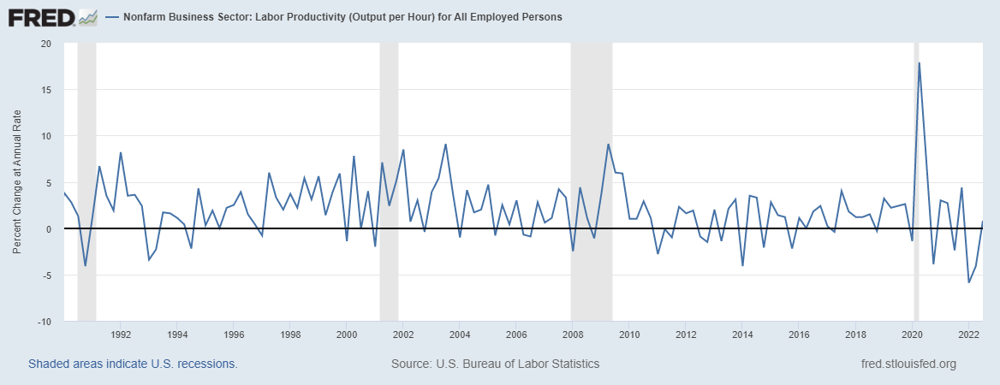 FRED
Nonfarm Business Sector: Labor Productivity (Output per Hour) for All Employed Persons
Percent Change at Annual Rate
20
15
10
5
0
-5
-10
1992 1994 1996 1998 2000 2002 2004 2006 2008 2010 2012 2014 2016 2018 2020 2022
Shaded areas indicate U.S. recessions.
Source: U.S. Bureau of Labor Statistics
fred.stlouisfed.org